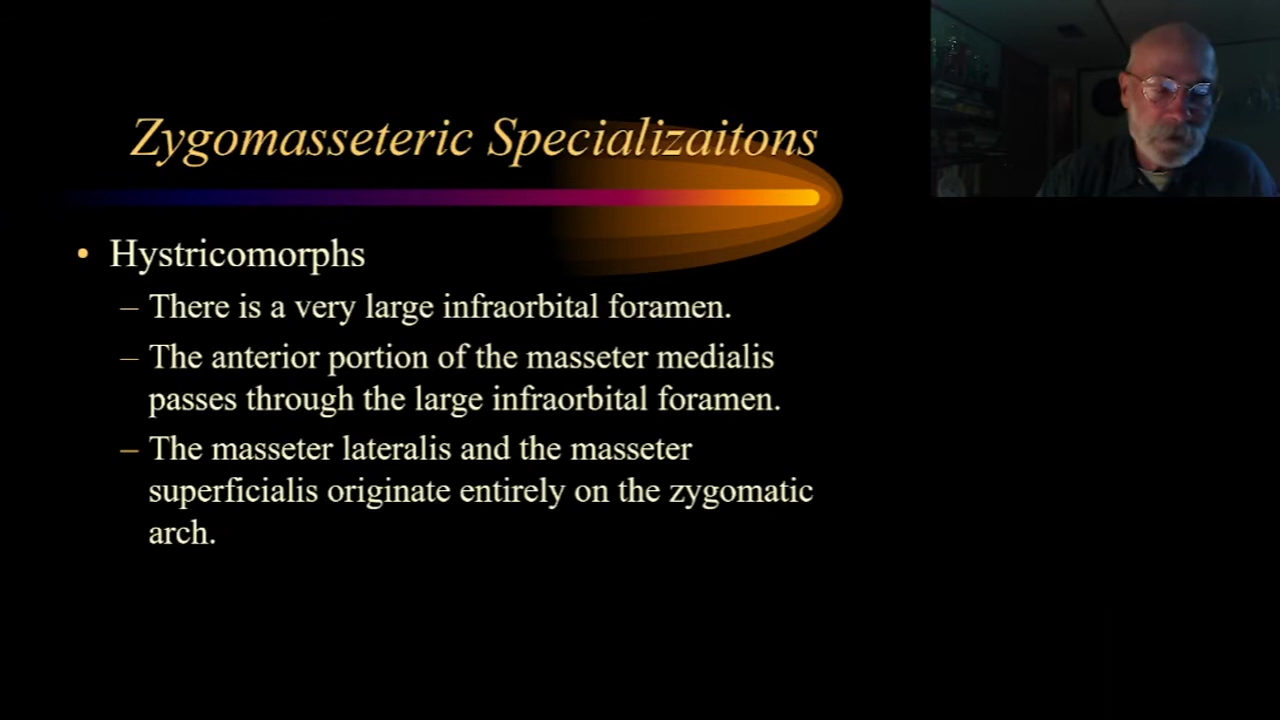 Zygomasseteric Specializaitons
• Hystricomorphs
– There is a very large infraorbital foramen.
– The anterior portion of the masseter medialis
passes through the large infraorbital foramen.
– The masseter lateralis and the masseter
superficialis originate entirely on the zygomatic
arch.